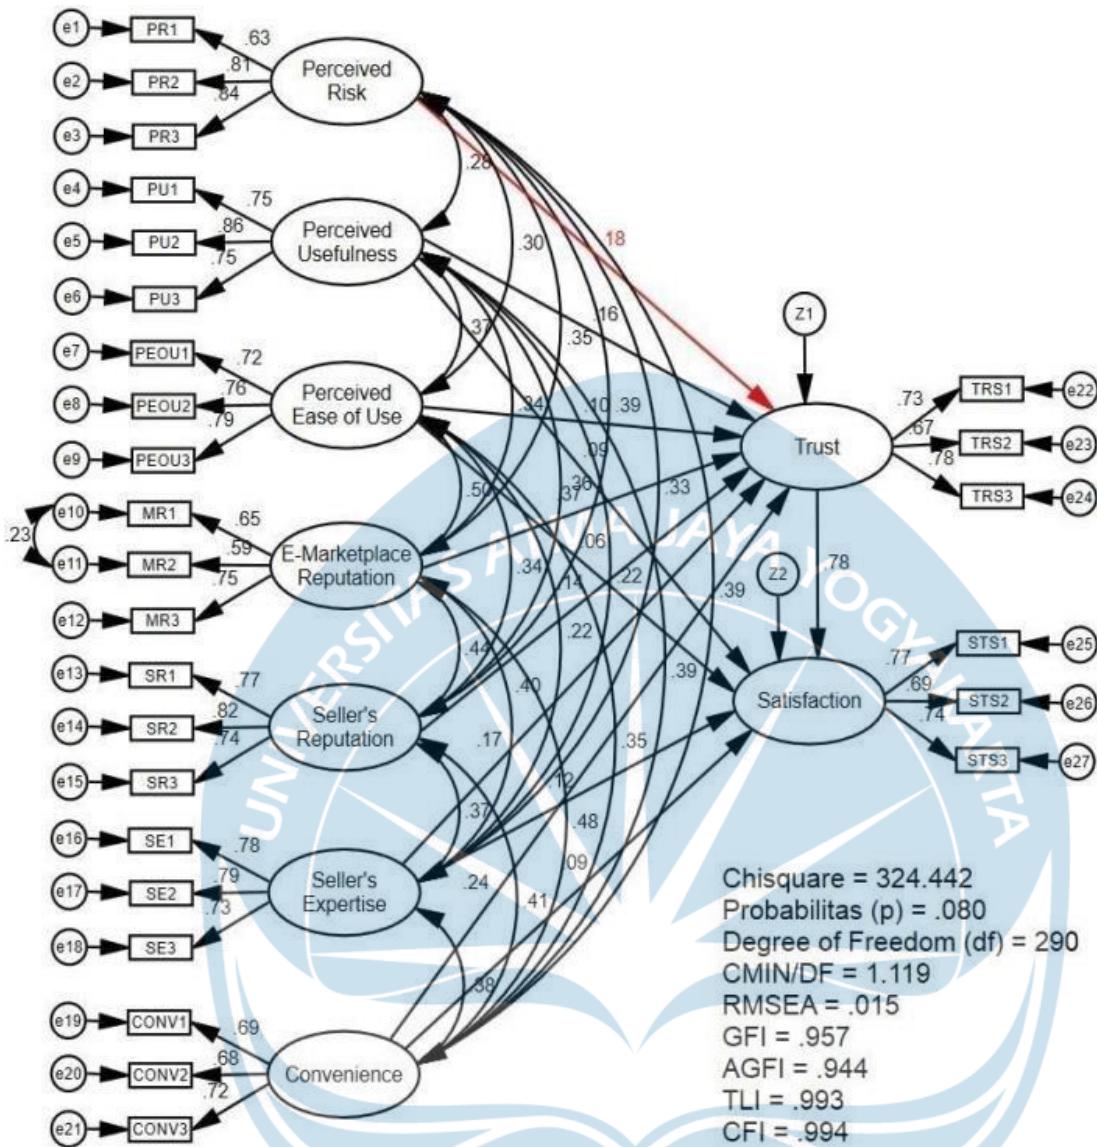 e1
PR1
.63
e2
PR2
.81
e3
PR3
.84
Perceived
Risk
e4
PU1
.75
e5
PU2
.86
e6
PU3
.75
Perceived
Usefulness
e7
PEOU1
.72
e8
PEOU2
.76
e9
PEOU3
.79
Perceived
Ease of Use
e10
MR1
.65
.23
e11
MR2
.59
e12
MR3
.75
E-Marketplace
Reputation
e13
SR1
.77
e14
SR2
.82
e15
SR3
.74
Seller's
Reputation
e16
SE1
.78
e17
SE2
.79
e18
SE3
.73
Seller's
Expertise
e19
CONV1
.69
e20
CONV2
.68
e21
CONV3
.72
Convenience
.28
.30
.18
.16
.37
.35
.34
.10
.39
.09
.50
.37
.36
.33
.06
.34
.14
.22
.39
.22
.44
.40
.39
.17
.35
.12
.37
.48
.09
.24
.41
.38
Z1
Trust
.73
TRS1
e22
.67
TRS2
e23
.78
TRS3
e24
.78
Z2
Satisfaction
.77
STS1
e25
.69
STS2
e26
.74
STS3
e27
UNIVERSITAS ATMA JAYA YOGYAKARTA
Chisquare = 324.442
Probabilitas (p) = .080
Degree of Freedom (df) = 290
CMIN/DF = 1.119
RMSEA = .015
GFI = .957
AGFI = .944
TLI = .993
CFI = .994